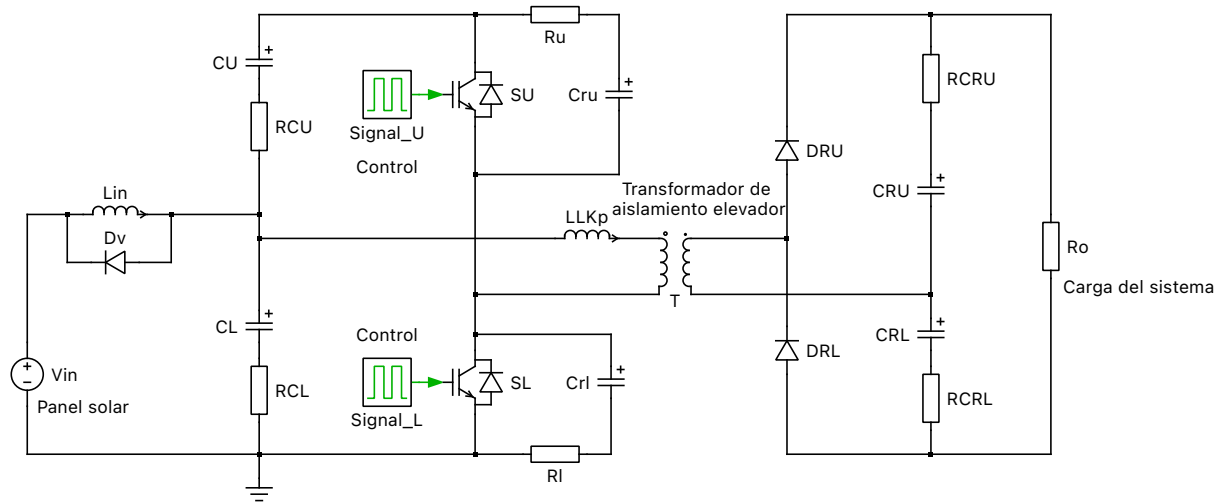 Ru
CU
SU
Cru
RCRU
RCU
Signal_U
Control
DRU
Transformador de
aislamiento elevador
CRU
Lin
LLKp
Dv
Ro
T
Carga del sistema
CL
Control
CRL
DRL
Vin
SL
Crl
Panel solar
RCL
RCRL
Signal_L
Rl